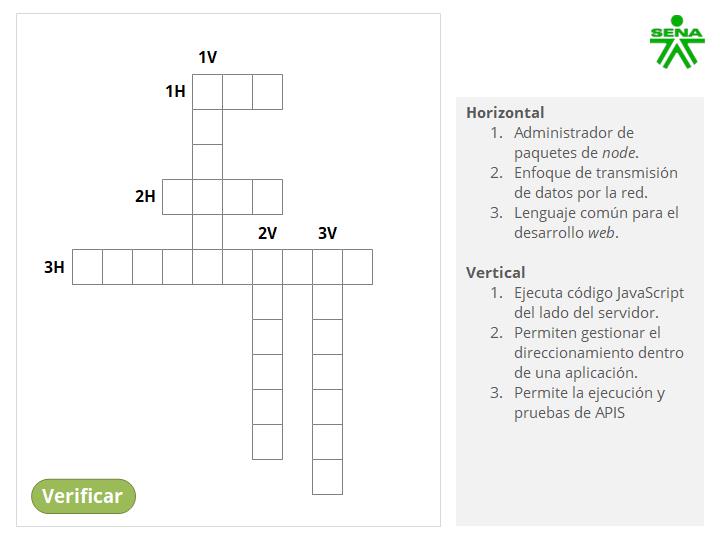 SENA
1V
1H
2H
2V 3V
3H
Verificar
Horizontal
1. Administrador de
paquetes de node.
2. Enfoque de transmisión
de datos por la red.
3. Lenguaje común para el
desarrollo web.
Vertical
1. Ejecuta código JavaScript
del lado del servidor.
2. Permiten gestionar el
direccionamiento dentro
de una aplicación.
3. Permite la ejecución y
pruebas de APIS